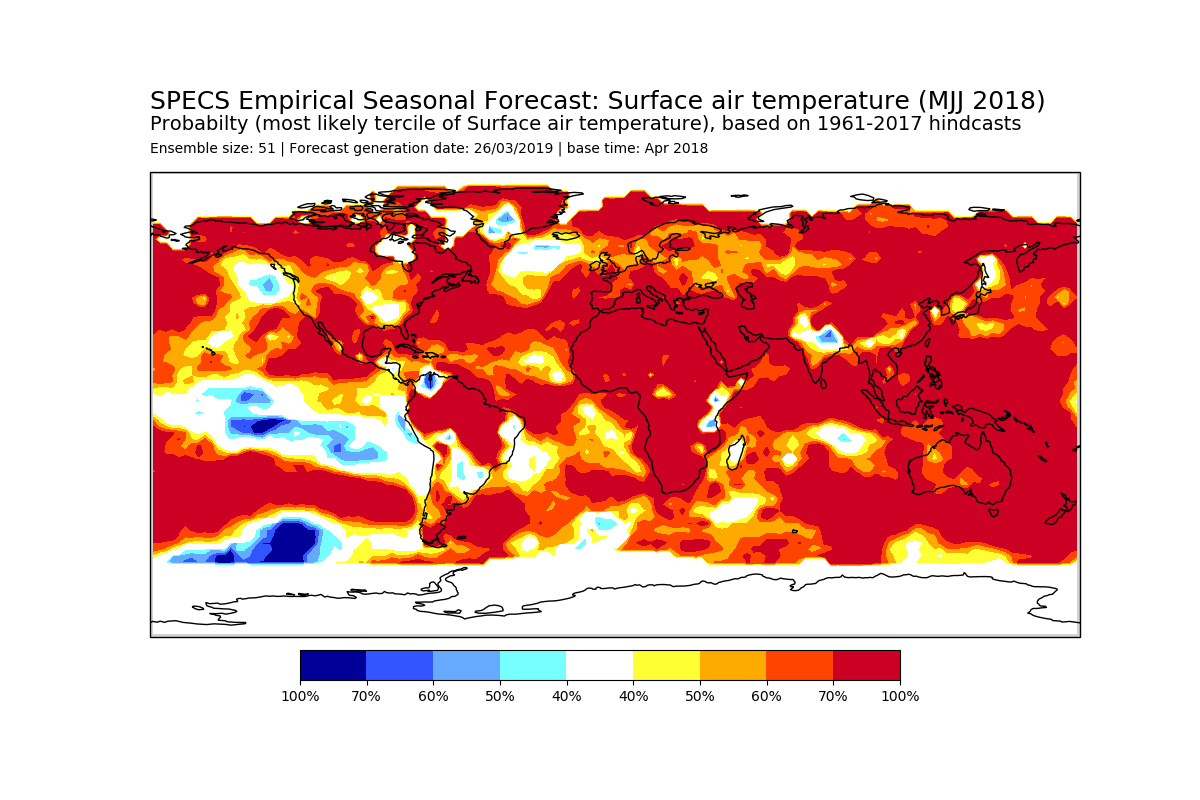 SPECS Empirical Seasonal Forecast: Surface air temperature (MJJ 2018)
Probabilty (most likely tercile of Surface air temperature), based on 1961-2017 hindcasts
Ensemble size: 51 | Forecast generation date: 26/03/2019 | base time: Apr 2018
100% 70% 60% 50% 40% 40% 50% 60% 70% 100%